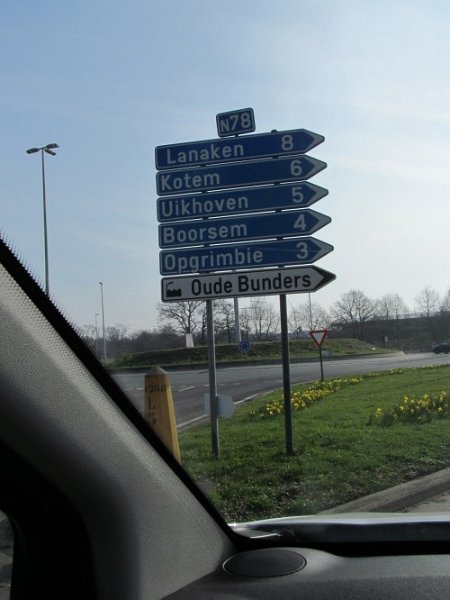 N78
Lanaken 8
Kotem 6
Uikhoven 5
Boorsem 4
Opgrimbie 3
Oude Bunders